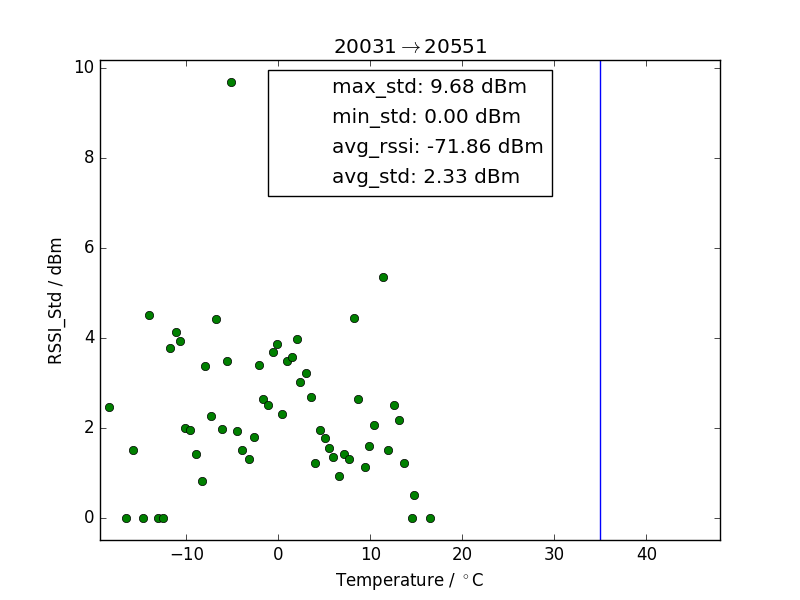 20031→20551
max_std: 9.68 dBm
min_std: 0.00 dBm
avg_rssi: -71.86 dBm
avg_std: 2.33 dBm
RSSI_Std / dBm
10
8
6
4
2
0
−10 0 10 20 30 40
Temperature / °C